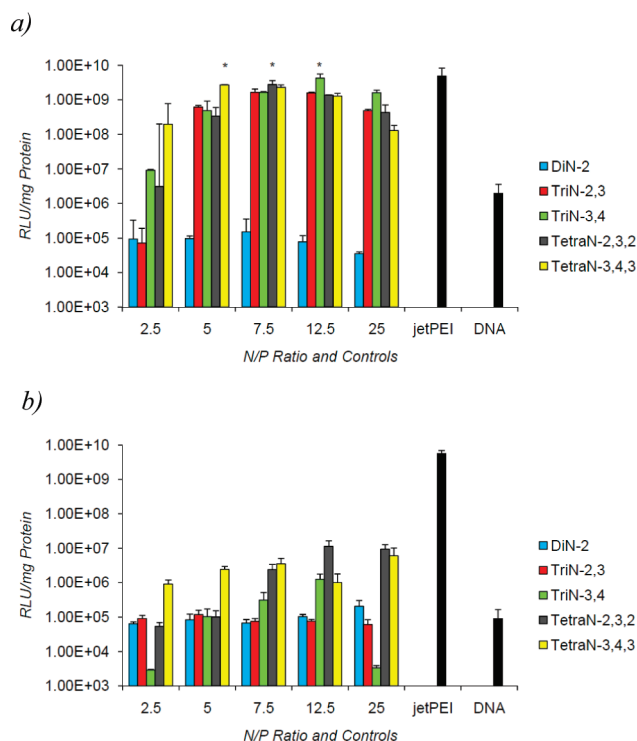 a)
* * *
1.00E+10
1.00E+09
1.00E+08
1.00E+07
1.00E+06
1.00E+05
1.00E+04
1.00E+03
RLU/mg Protein
2.5 5 7.5 12.5 25 jetPEI DNA
N/P Ratio and Controls
DiN-2
TriN-2,3
TriN-3,4
TetraN-2,3,2
TetraN-3,4,3
b)
1.00E+10
1.00E+09
1.00E+08
1.00E+07
1.00E+06
1.00E+05
1.00E+04
1.00E+03
RLU/mg Protein
2.5 5 7.5 12.5 25 jetPEI DNA
N/P Ratio and Controls
DiN-2
TriN-2,3
TriN-3,4
TetraN-2,3,2
TetraN-3,4,3